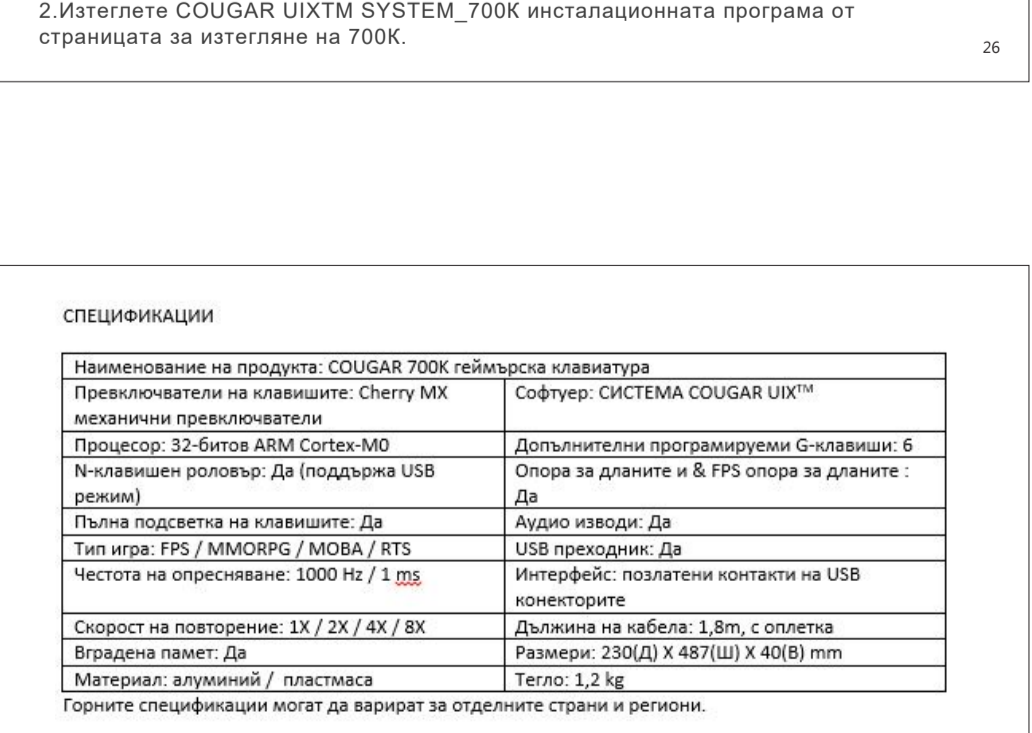 2.Изтеглете COUGAR UIXTM SYSTEM_700К инсталационната програма от
страницата за изтегляне на 700К.
26
СПЕЦИФИКАЦИИ
Наименование на продукта: COUGAR 700K геймърска клавиатура
Превключватели на клавишите: Cherry MX
механични превключватели
Софтуер: СИСТЕМА COUGAR UIX™
Процесор: 32-битов ARM Cortex-M0
Допълнителни програмируеми G-клавиши: 6
N-клавишен роловър: Да (поддържа USB
режим)
Опора за дланите и & FPS опора за дланите :
Да
Пълна подсветка на клавишите: Да
Аудио изводи: Да
Тип игра: FPS / MMORPG / MOBA / RTS
USB преходник: Да
Честота на опресняване: 1000 Hz / 1 ms
Интерфейс: позлатени контакти на USB
конекторите
Скорост на повторение: 1X / 2X / 4X / 8X
Дължина на кабела: 1,8m, с оплетка
Вградена памет: Да
Размери: 230(Д) X 487(Ш) X 40(В) mm
Материал: алуминий /  пластмаса
Тегло: 1,2 kg
Горните спецификации могат да варират за отделните страни и региони.